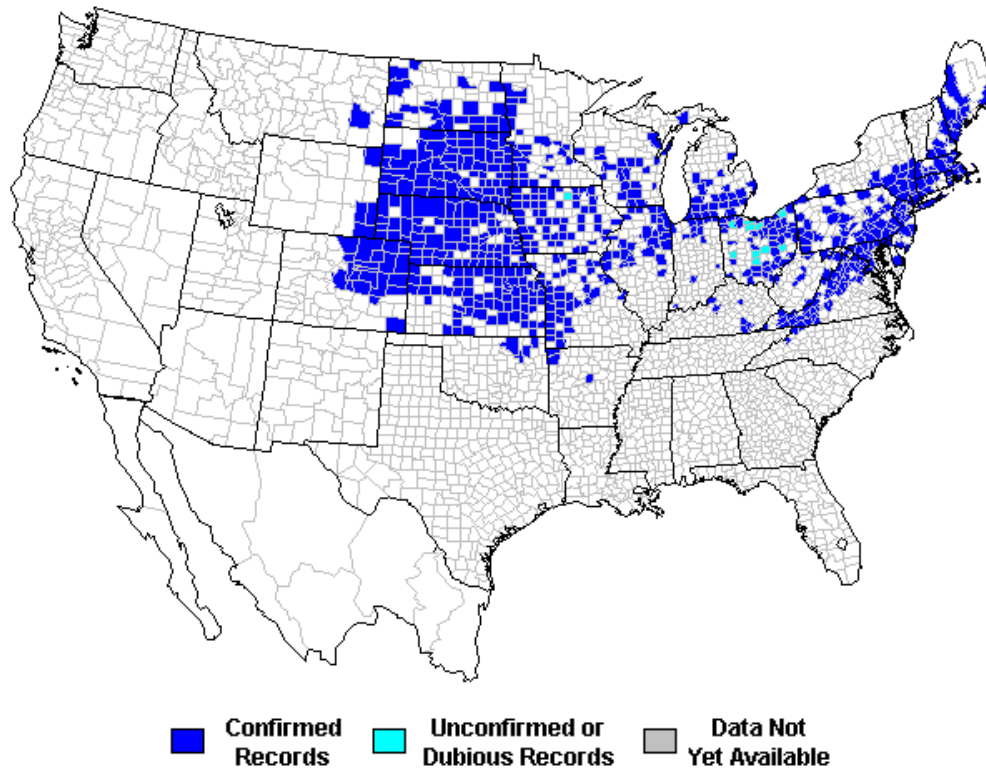 Confirmed
Records
Unconfirmed or
Dubious Records
Data Not
Yet Available